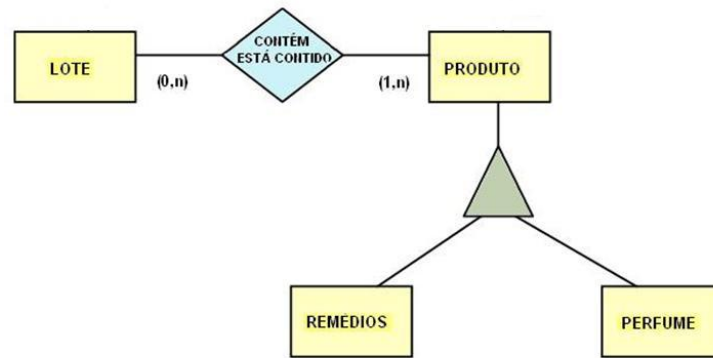 CONTÉM
ESTÁ CONTIDO
LOTE
PRODUTO
(0,n)
(1,n)
REMÉDIOS
PERFUME